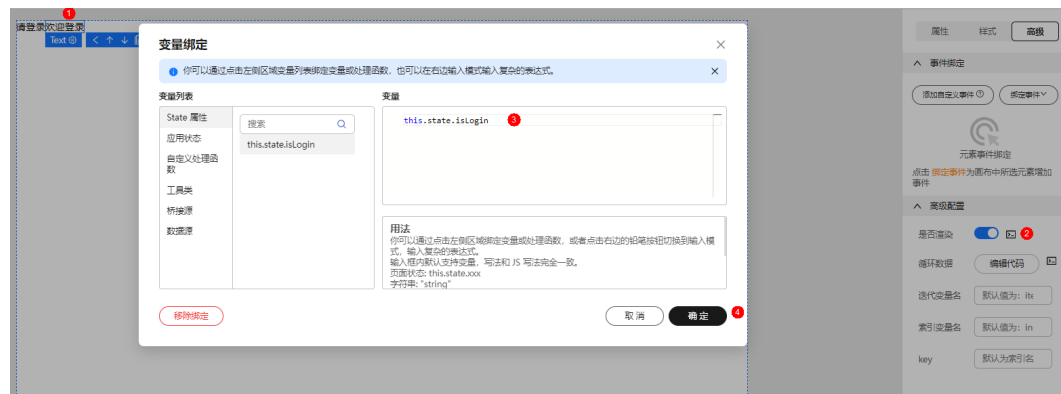 1
请登录欢迎登录
Text
变量绑定
你可以通过点击左侧区域变量列表绑定变量或处理函数，也可以在右边输入模式输入复杂的表达式。
变量列表
State 属性
应用状态
自定义处理函
数
工具类
桥接源
数据源
搜索
this.state.isLogin
变量
this.state.isLogin
3
用法
你可以通过点击左侧区域绑定变量或处理函数，或者点击右边的铅笔按钮切换到输入模
式，输入复杂的表达式。
输入框内默认支持变量，写法和 JS 写法完全一致。
页面状态: this.state.xxx
字符串: "string"
移除绑定
取消
确定
4
属性 样式 高级
事件绑定
添加自定义事件 绑定事件
元素事件绑定
点击 绑定事件为画布中所选元素增加
事件
高级配置
是否渲染 2
循环数据 编辑代码
迭代变量名 默认值为：ite
索引变量名 默认值为：in
key 默认为索引名